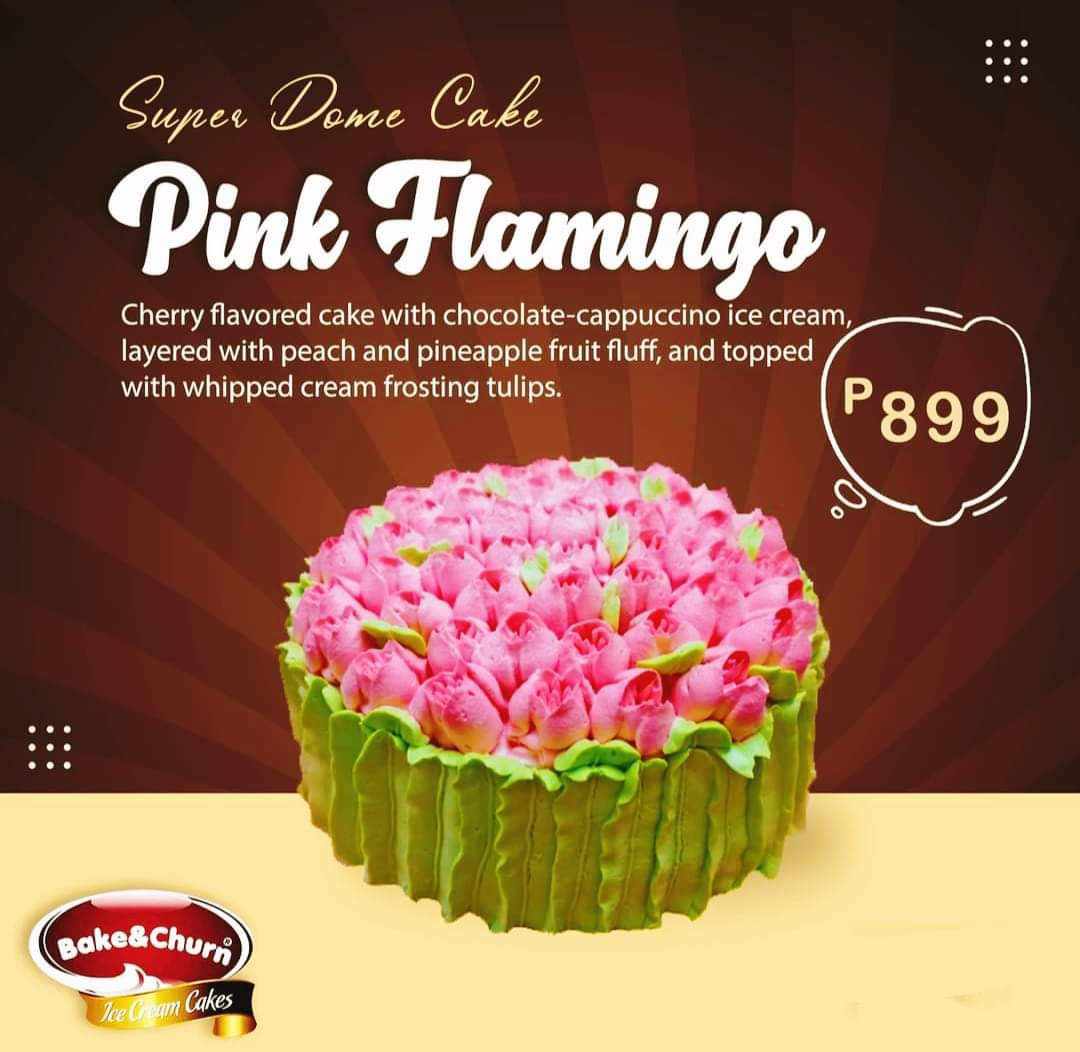 Super Dome Cake
Pink Flamingo
Cherry flavored cake with chocolate-cappuccino ice cream,
layered with peach and pineapple fruit fluff, and topped
with whipped cream frosting tulips.
P899
Bake&Churn®
Ice Cream Cakes